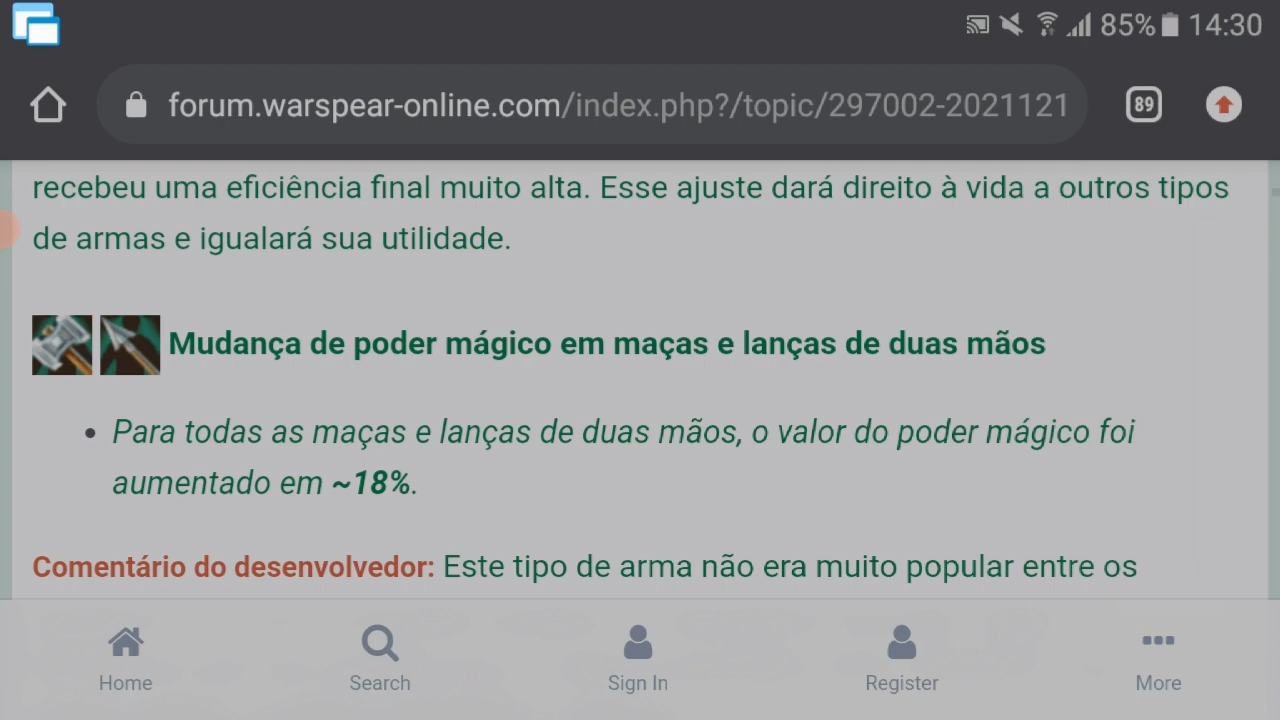 85% 14:30
forum.warspear-online.com/index.php?/topic/297002-2021121
89
recebeu uma eficiência final muito alta. Esse ajuste dará direito à vida a outros tipos
de armas e igualará sua utilidade.
Mudança de poder mágico em maças e lanças de duas mãos
• Para todas as maças e lanças de duas mãos, o valor do poder mágico foi
aumentado em ~18%.
Comentário do desenvolvedor: Este tipo de arma não era muito popular entre os
Home Search Sign In Register More